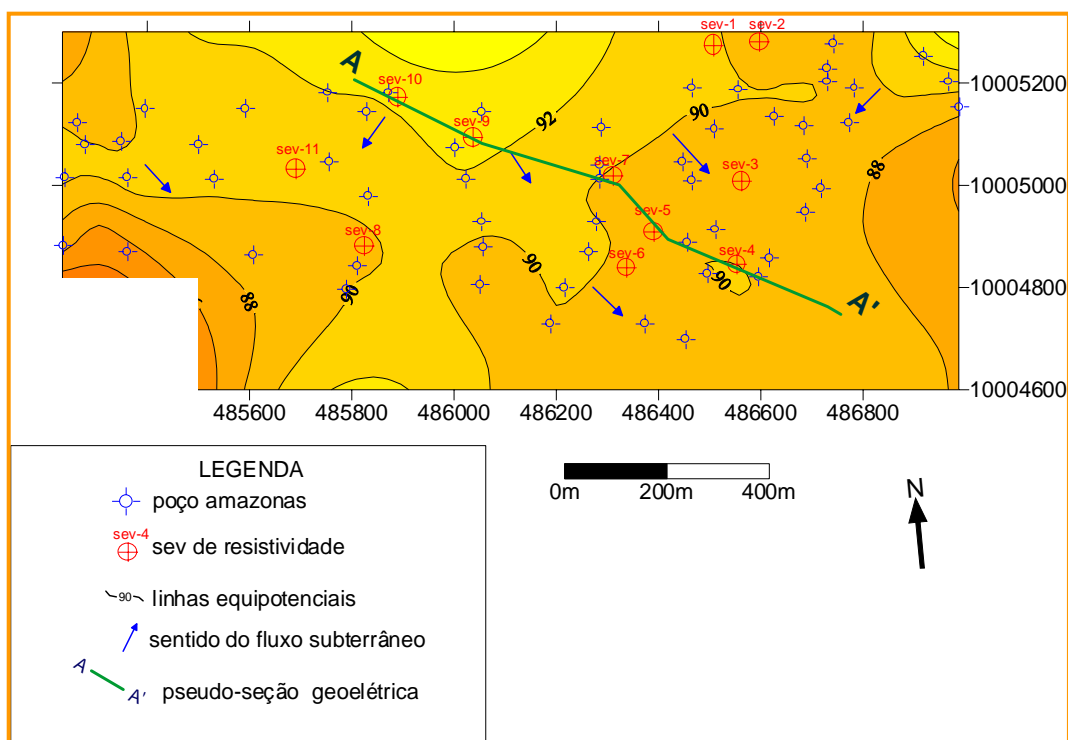 sev-1
sev-2
A
sev-10
10005200
92
90
sev-9
sev-11
sev-7
sev-3
88
10005000
sev-5
sev-8
sev-6
90
sev-4
88
90
90
A'
10004800
10004600
485600
485800
486000
486200
486400
486600
486800
LEGENDA
poço amazonas
sev-4
sev de resistividade
90
linhas equipotenciais
sentido do fluxo subterrâneo
A
A'
pseudo-seção geoelétrica
0m
200m
400m
N